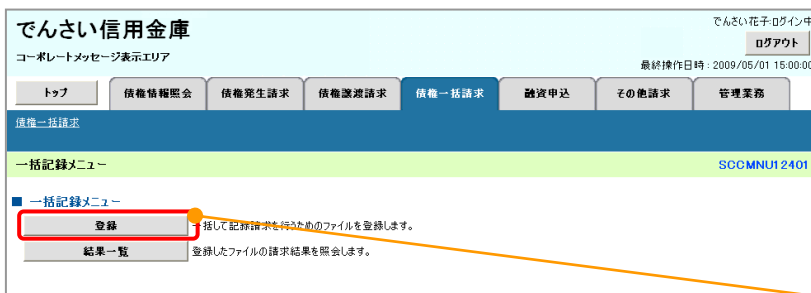 でんさい信用金庫
でんさい花子:ログイン中
ログアウト
コーポレートメッセージ表示エリア
最終操作日時：2009/05/01 15:00:00
トップ 債権情報照会 債権発生請求 債権譲渡請求 債権一括請求 融資申込 その他請求 管理業務
債権一括請求
一括記録メニュー SCCMNU12401
■ 一括記録メニュー
登録 一括して記録請求を行うためのファイルを登録します。
結果一覧 登録したファイルの請求結果を照会します。